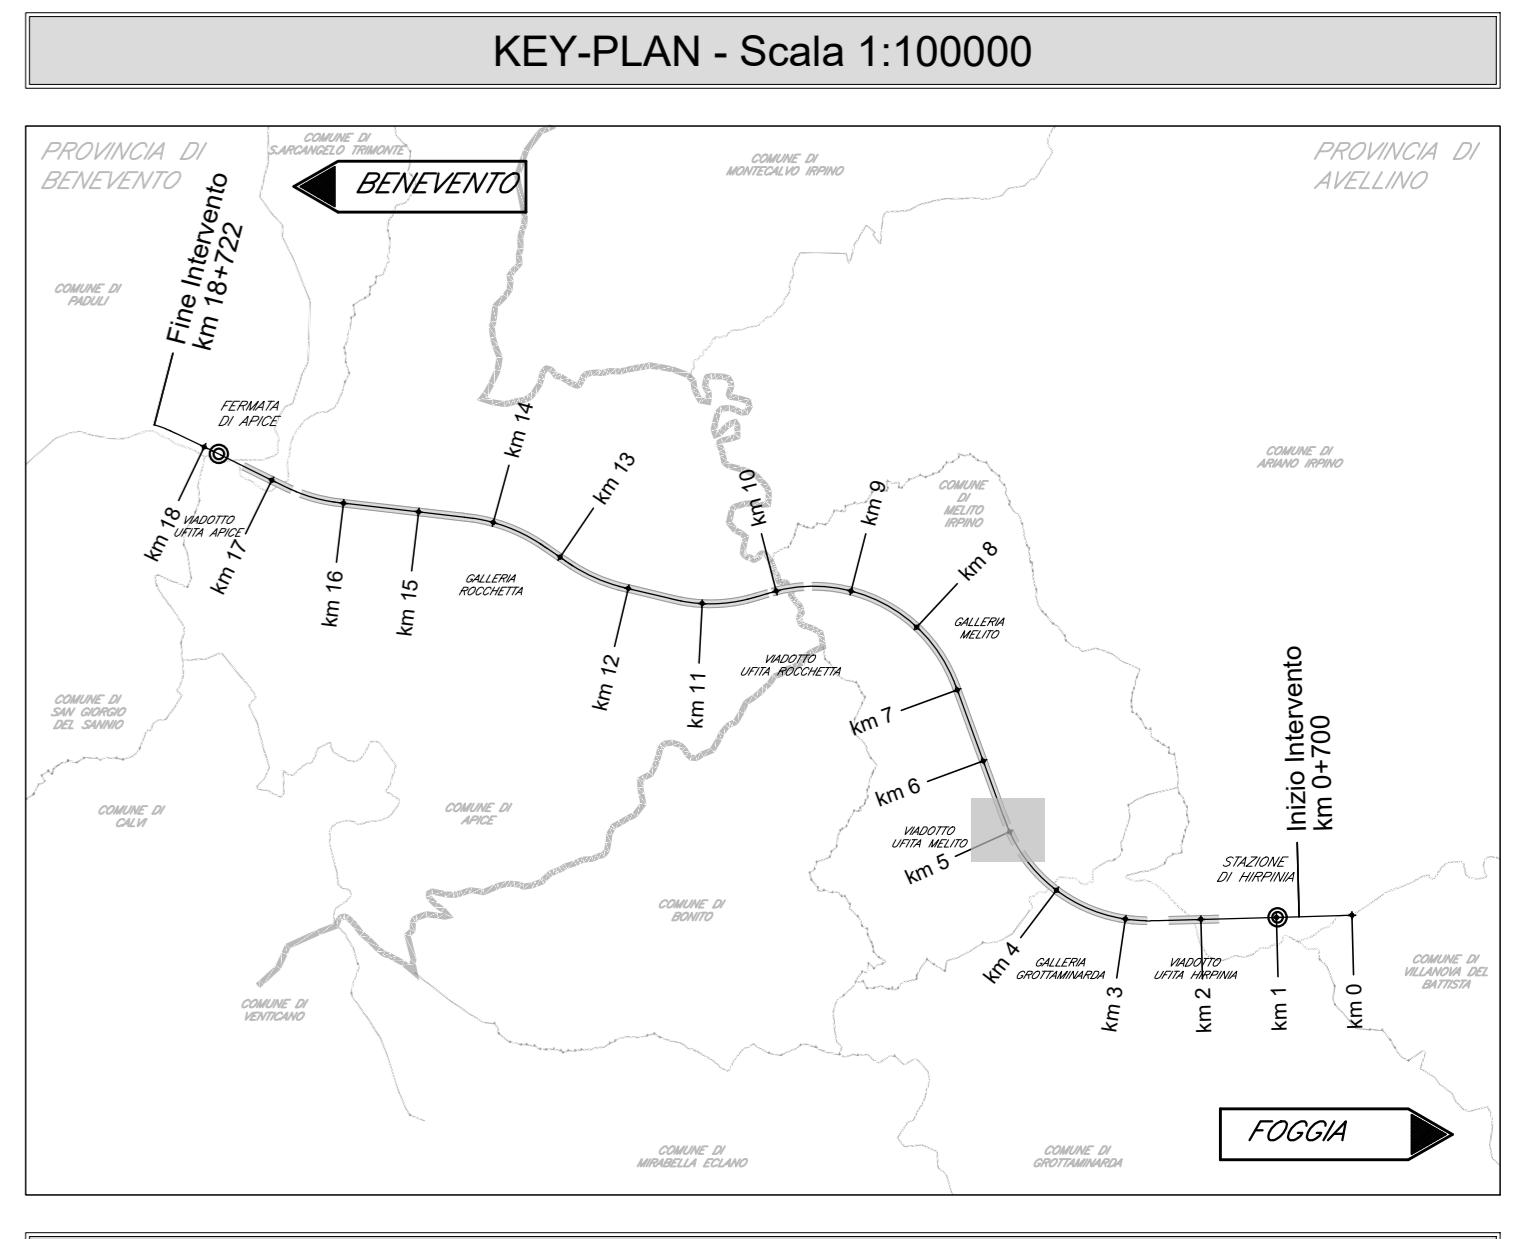 KEY-PLAN - Scala 1:100000
PROVINCIA DI
BENEVENTO
COMUNE DI
S.ARCANGELO TRIMONTE
BENEVENTO
COMUNE DI
MONTECALVO IRPINO
PROVINCIA DI
AVELLINO
Fine Intervento
km 18+722
COMUNE DI
PADULI
FERMATA
DI APICE
km 14
km 13
km 10
km 9
COMUNE
DI
MELITO
IRPINO
COMUNE DI
ARIANO IRPINO
km 18
VIADOTTO
UFITA APICE
km 17
km 16
km 15
GALLERIA
ROCCHETTA
km 8
GALLERIA
MELITO
km 12
km 11
VIADOTTO
UFITA ROCCHETTA
km 7
Inizio Intervento
km 0+700
COMUNE DI
SAN GIORGIO
DEL SANNIO
km 6
COMUNE DI
CALVI
COMUNE DI
APICE
VIADOTTO
UFITA MELITO
km 5
STAZIONE
DI HIRPINIA
COMUNE DI
BONITO
km 4
GALLERIA
GROTTAMINARDA
km 3
VIADOTTO
UFITA HIRPINIA
km 2
km 1
km 0
COMUNE DI
VILLANOVA DEL
BATTISTA
COMUNE DI
VENTICANO
FOGGIA
COMUNE DI
MIRABELLA ECLANO
COMUNE DI
GROTTAMINARDA